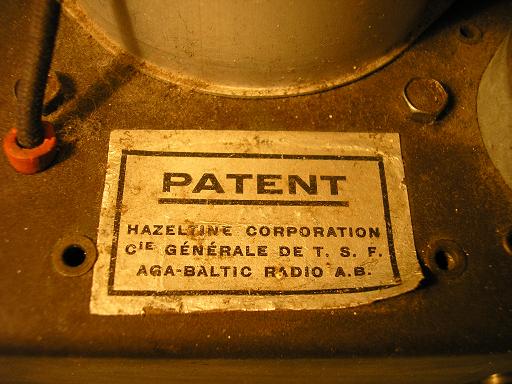 PATENT
HAZELTINE CORPORATION
CIE GÉNÉRALE DE T. S. F.
AGA-BALTIC RADIO A.B.